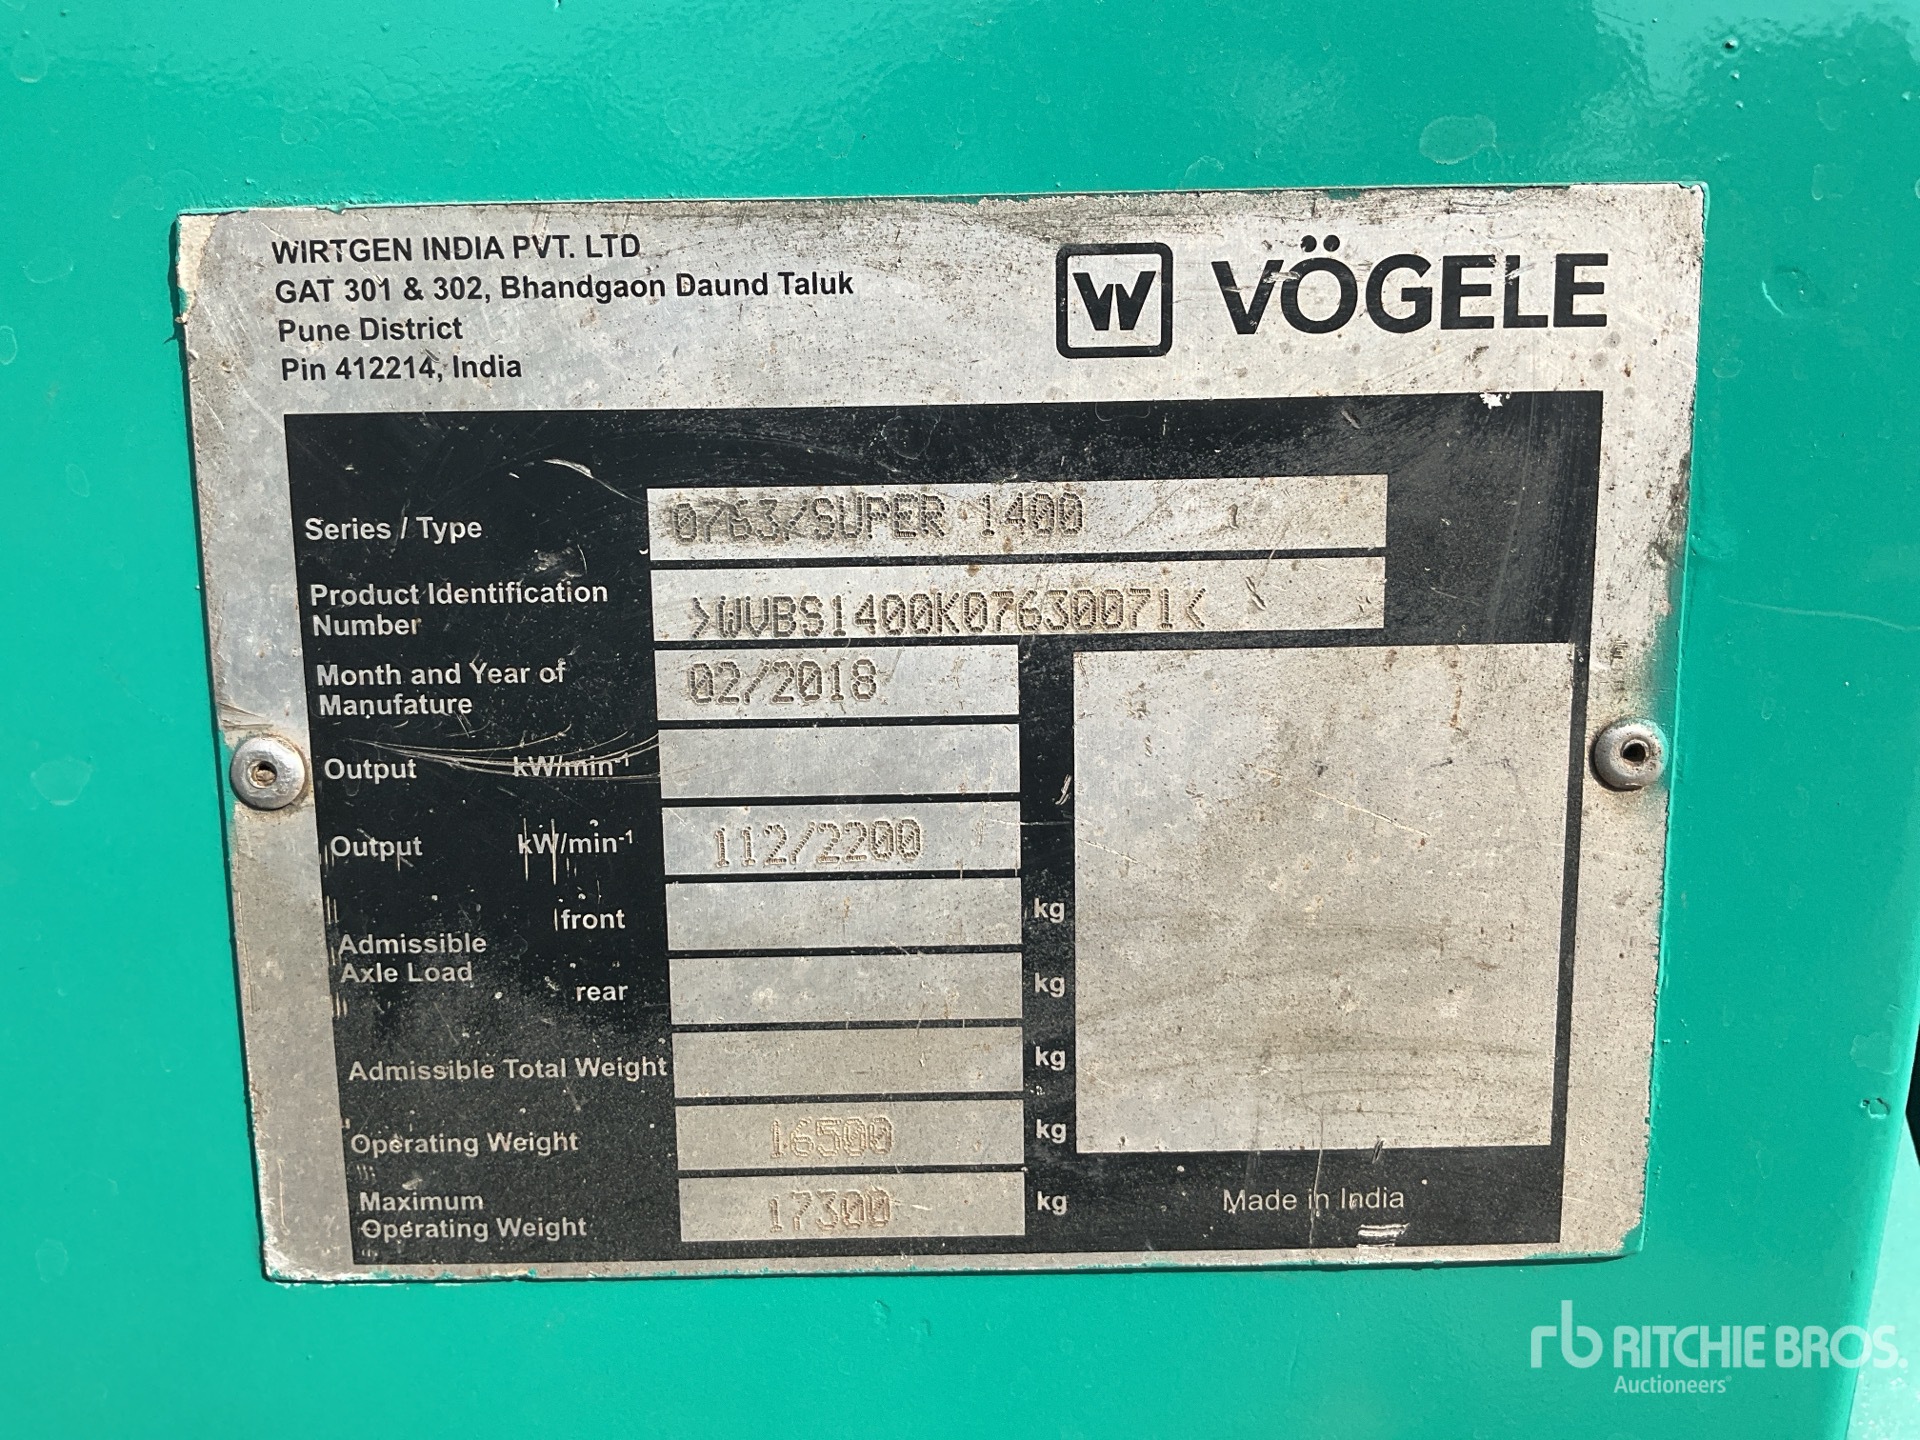 WIRTGEN INDIA PVT. LTD
GAT 301 & 302, Bhandgaon Daund Taluk
Pune District
Pin 412214, India
W VÖGELE
Series / Type 0763/SUPER 1400
Product Identification
Number >WVBS1400K07630071<
Month and Year of
Manufature 02/2018
Output kW/min-1
Output kW/min-1 112/2200
front kg
Admissible
Axle Load
rear kg
Admissible Total Weight kg
Operating Weight 16500 kg
Maximum
Operating Weight 17300 kg
Made in India
rb RITCHIE BROS.
Auctioneers